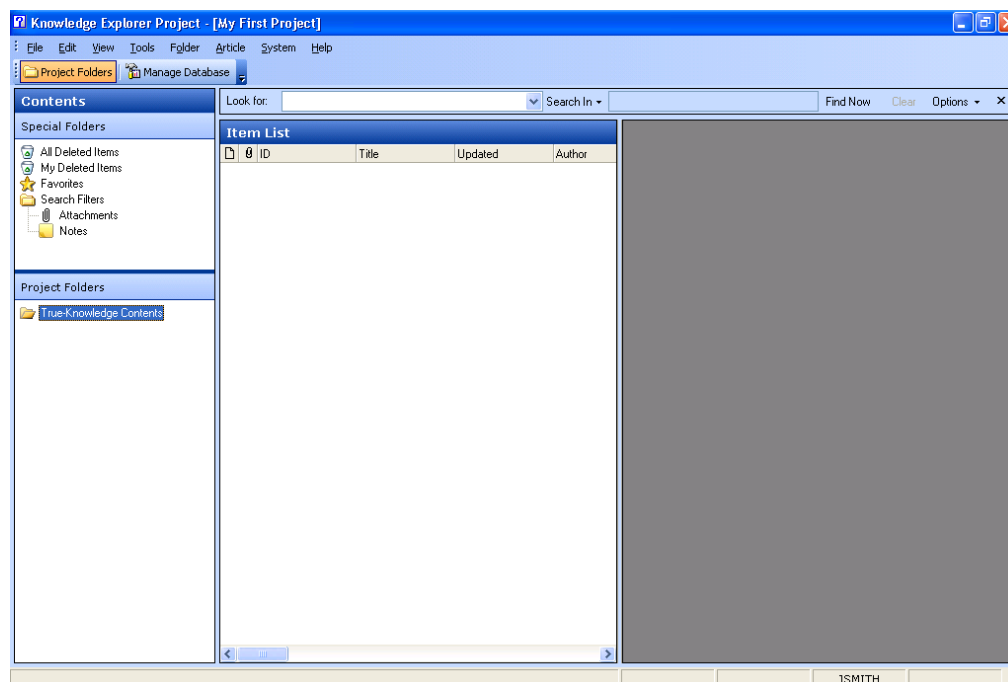 Knowledge Explorer Project - [My First Project]
File Edit View Tools Folder Article System Help
Project Folders Manage Database
Contents
Look for: Search In Find Now Clear Options
Special Folders
Item List
ID Title Updated Author
All Deleted Items
My Deleted Items
Favorites
Search Filters
Attachments
Notes
Project Folders
True-Knowledge Contents
JSMITH